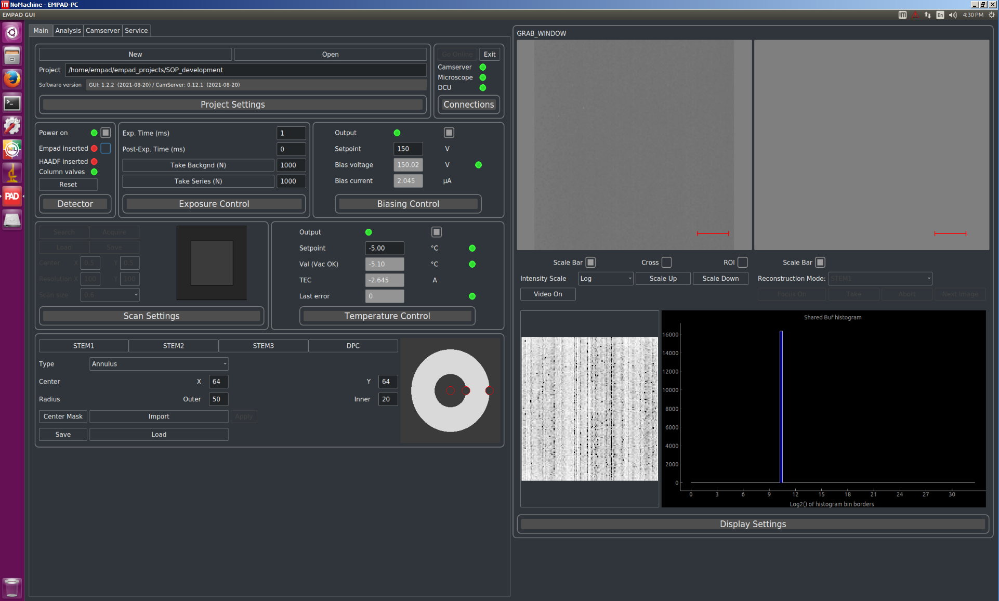 NoMachine - EMPAD-PC
EMPAD GUI
En
4:30 PM
Main
Analysis
Camserver
Service
New
Open
Project
/home/empad/empad_projects/SOP_development
Software version
GUI: 1.2.2 (2021-08-20) / CamServer: 0.12.1 (2021-08-20)
Project Settings
Go Online
Exit
Camserver
Microscope
DCU
Connections
Power on
Empad inserted
HAADF inserted
Column valves
Reset
Detector
Exp. Time (ms)
1
Post-Exp. Time (ms)
0
Take Backgnd (N)
1000
Take Series (N)
1000
Exposure Control
Output
Setpoint
150
V
Bias voltage
150.02
V
Bias current
2.045
µA
Biasing Control
Search
Acquire
Load
Save
Center X
0.5
Y
0.5
Resolution X
100
Y
100
Scan size
0.6
Scan Settings
Output
Setpoint
-5.00
°C
Val (Vac OK)
-5.10
°C
TEC
-2.645
A
Last error
0
Temperature Control
STEM1
STEM2
STEM3
DPC
Type
Annulus
Center
X
64
Y
64
Radius
Outer
50
Inner
20
Center Mask
Import
Apply
Save
Load
GRAB_WINDOW
Scale Bar
Cross
ROI
Scale Bar
Intensity Scale
Log
Scale Up
Scale Down
Reconstruction Mode:
STEM1
Video On
Focus On
Take
Abort
Next Image
Shared Buf histogram
16000
14000
12000
10000
8000
6000
4000
2000
0
0 3 6 9 12 15 18 21 24 27 30
Log2() of histogram bin borders
Display Settings
PAD
MIL